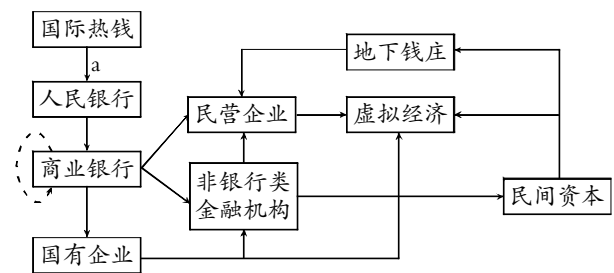 国际热钱
a
地下钱庄
人民银行
民营企业
虚拟经济
商业银行
非银行类
金融机构
民间资本
国有企业